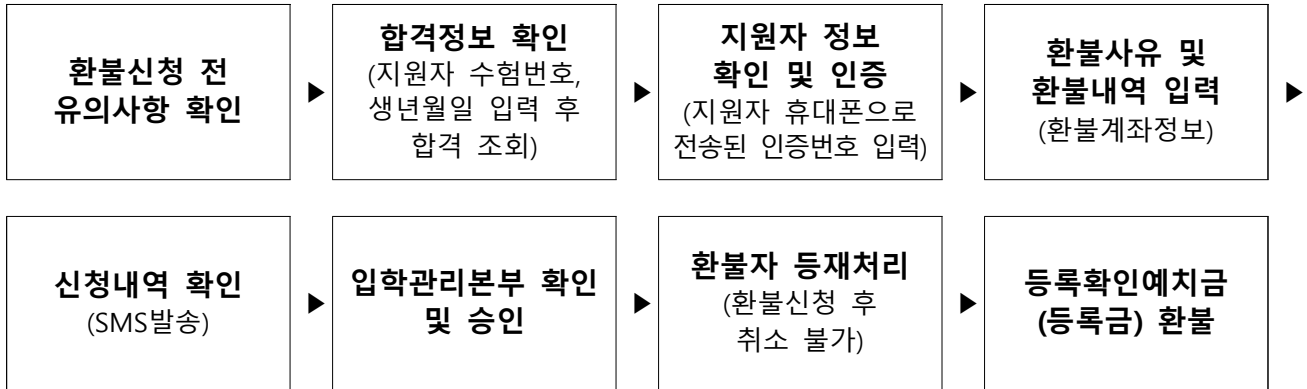 환불신청 전
유의사항 확인
▶
합격정보 확인
(지원자 수험번호,
생년월일 입력 후
합격 조회)
▶
지원자 정보
확인 및 인증
(지원자 휴대폰으로
전송된 인증번호 입력)
▶
환불사유 및
환불내역 입력
(환불계좌정보)
▶
신청내역 확인
(SMS발송)
▶
입학관리본부 확인
및 승인
▶
환불자 등재처리
(환불신청 후
취소 불가)
▶
등록확인예치금
(등록금) 환불